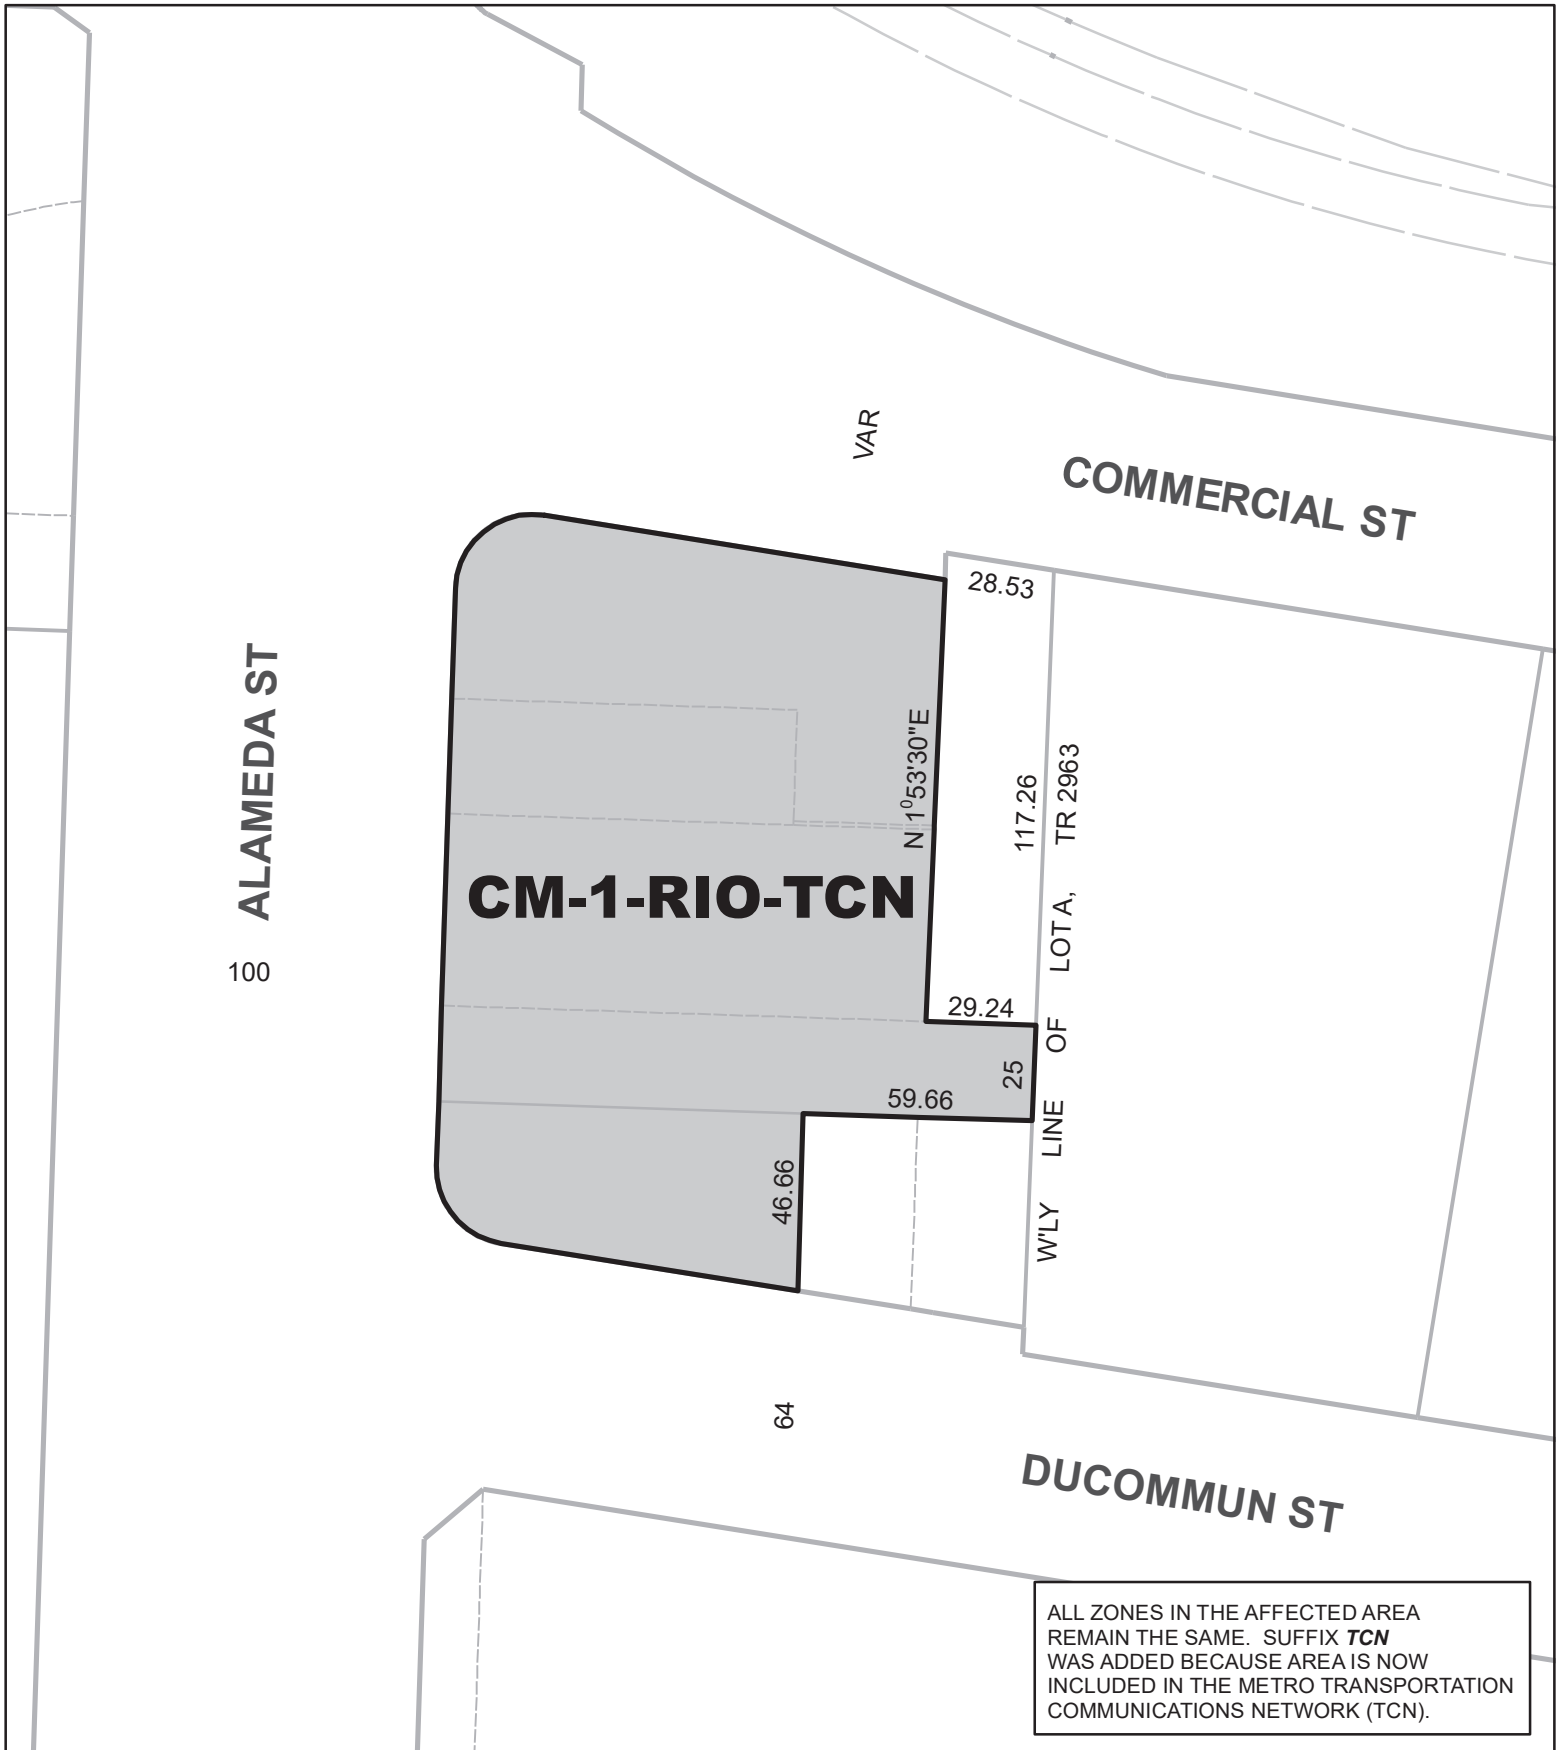 VAR
COMMERCIAL ST
28.53
ALAMEDA ST
100
N 1⁰53'30"E
117.26
W'LY LINE OF LOT A, TR 2963
CM-1-RIO-TCN
29.24
25
59.66
46.66
64
DUCOMMUN ST
ALL ZONES IN THE AFFECTED AREA
REMAIN THE SAME. SUFFIX TCN
WAS ADDED BECAUSE AREA IS NOW
INCLUDED IN THE METRO TRANSPORTATION
COMMUNICATIONS NETWORK (TCN).